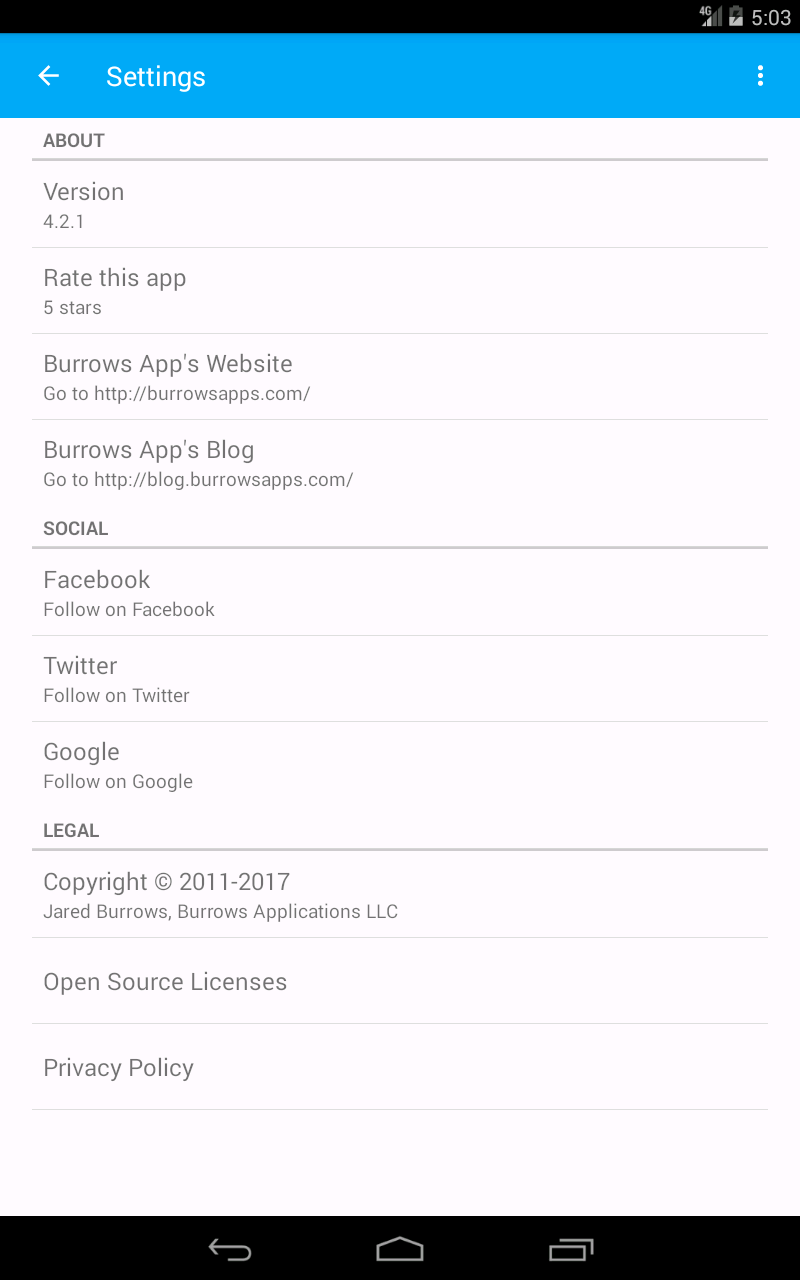 4G 5:03
Settings
ABOUT
Version
4.2.1
Rate this app
5 stars
Burrows App's Website
Go to http://burrowsapps.com/
Burrows App's Blog
Go to http://blog.burrowsapps.com/
SOCIAL
Facebook
Follow on Facebook
Twitter
Follow on Twitter
Google
Follow on Google
LEGAL
Copyright © 2011-2017
Jared Burrows, Burrows Applications LLC
Open Source Licenses
Privacy Policy